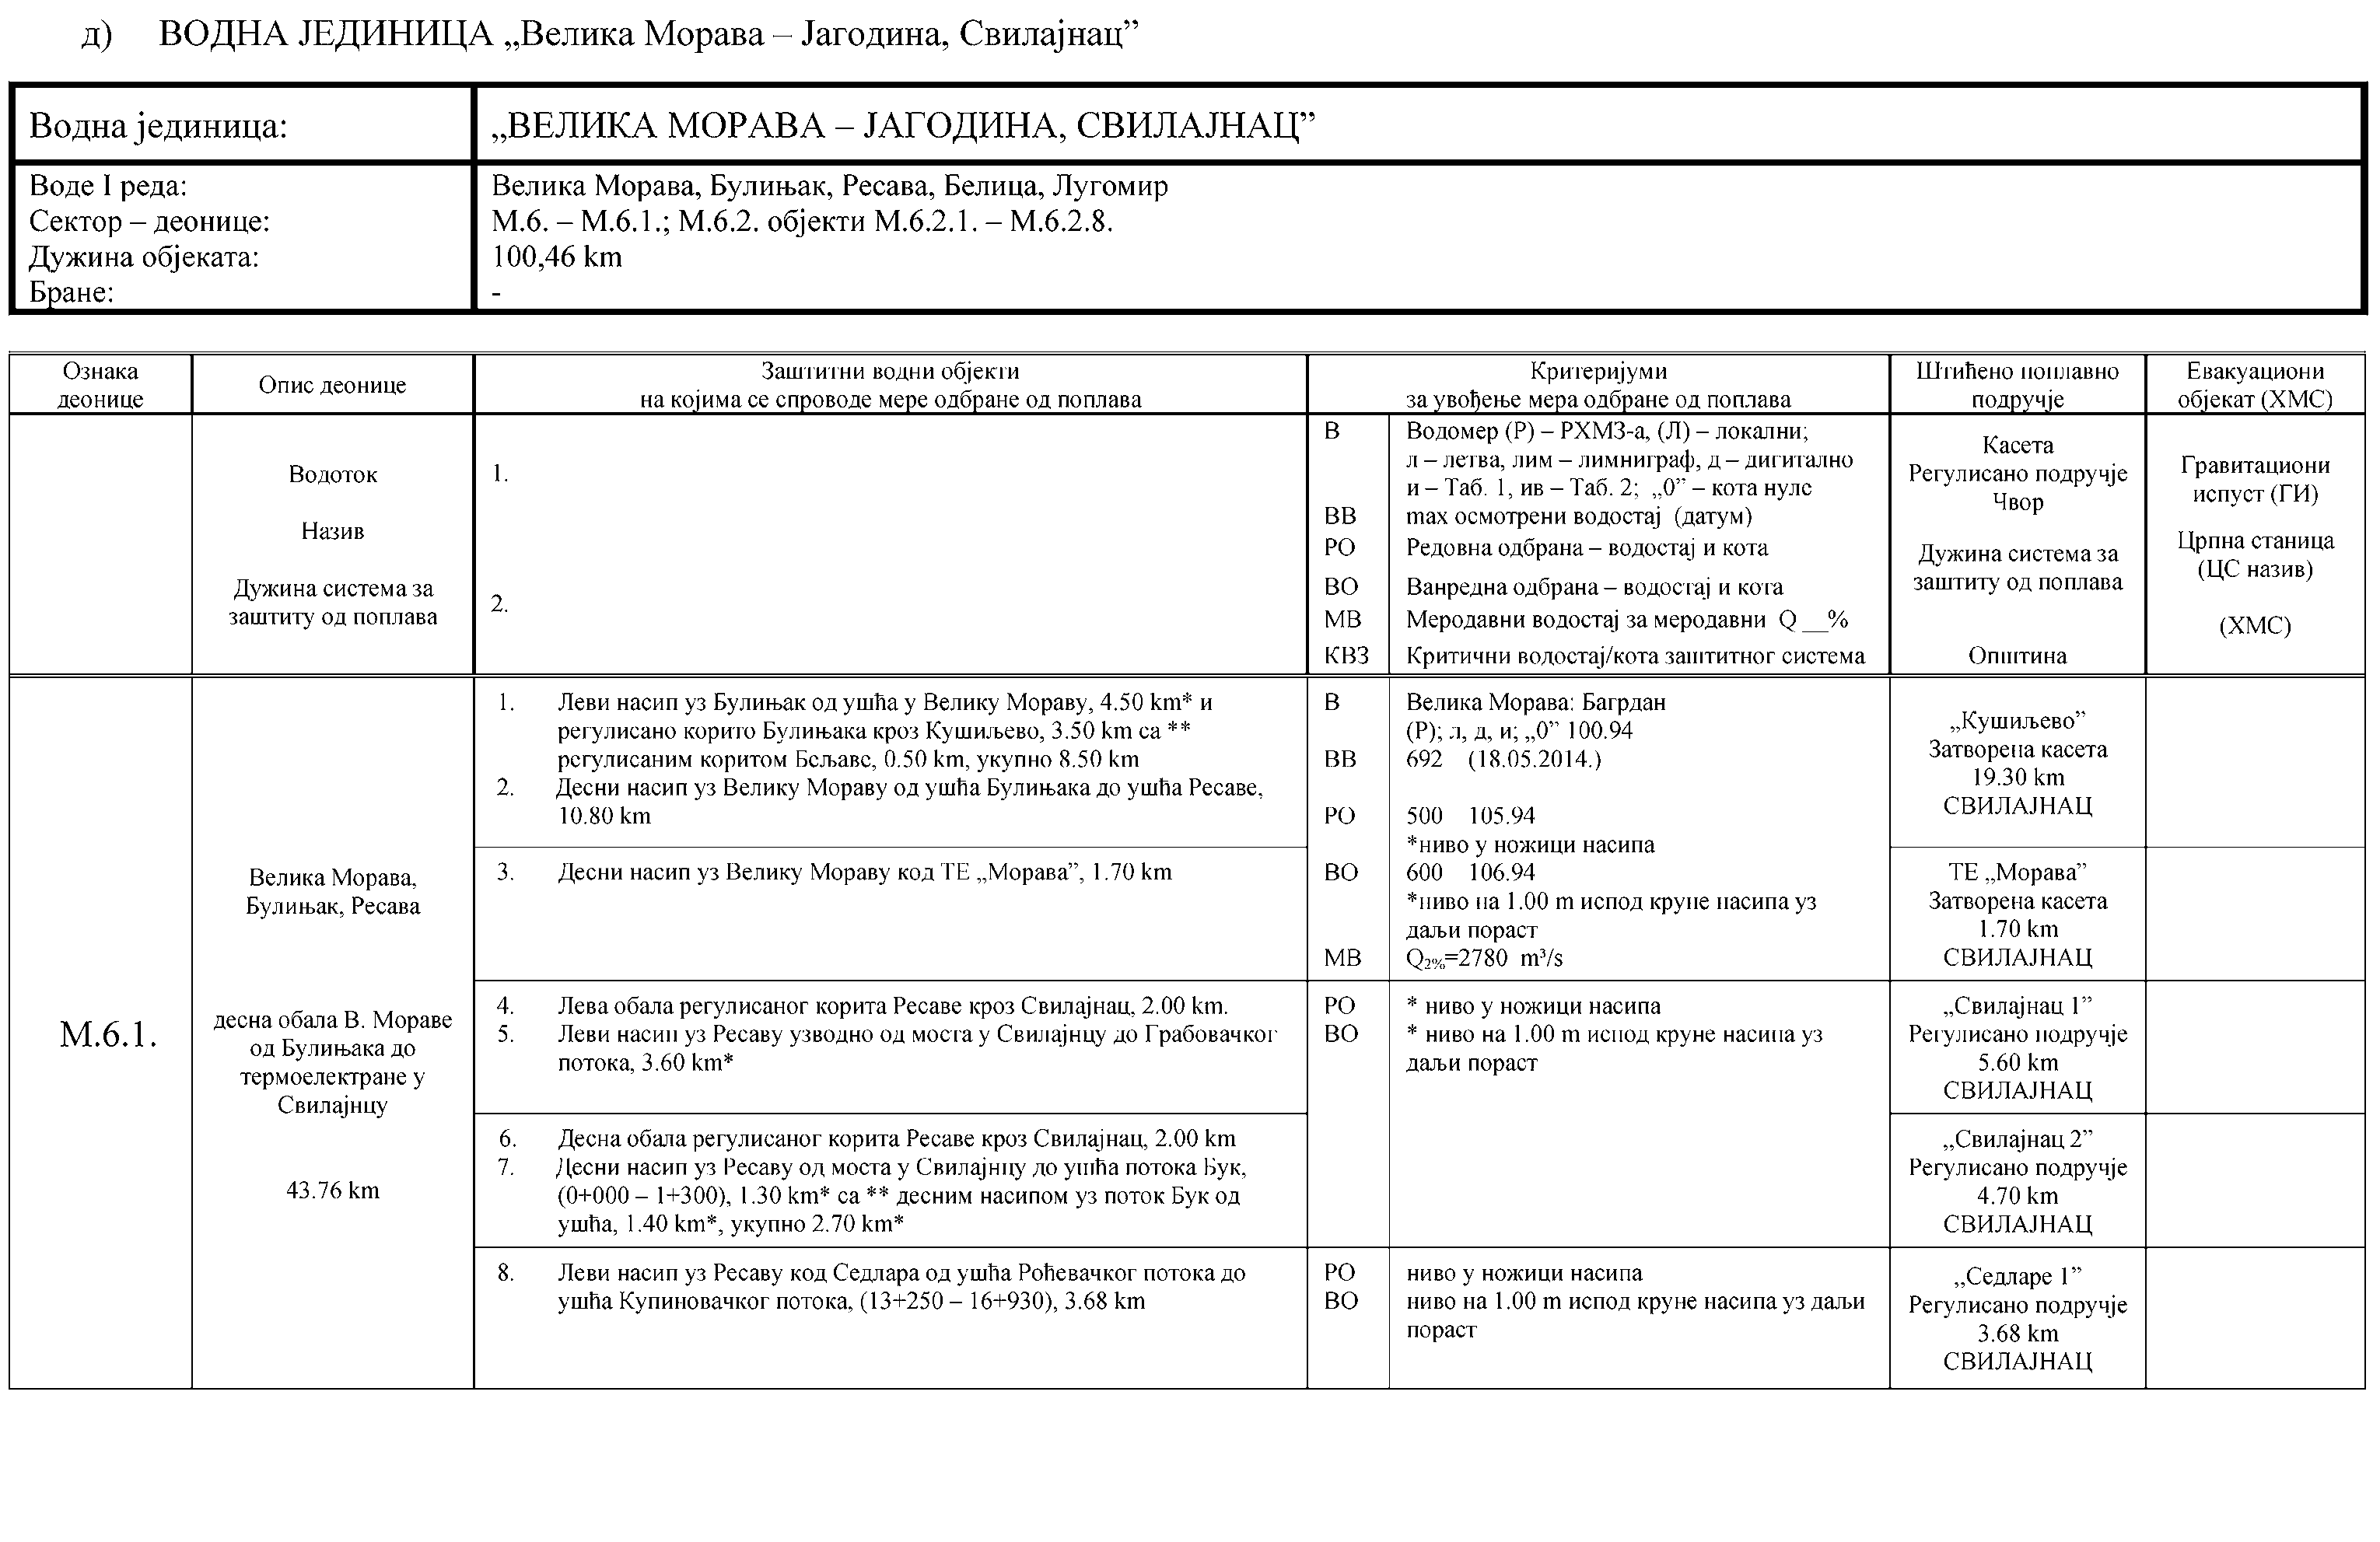 д) ВОДНА ЈЕДИНИЦА „Велика Морава – Јагодина, Свилајнац”
Водна јединица:
„ВЕЛИКА МОРАВА – ЈАГОДИНА, СВИЛАЈНАЦ”
Воде I реда:
Велика Морава, Булињак, Ресава, Белица, Лугомир
Сектор – деонице:
М.6. – М.6.1.; М.6.2. објекти М.6.2.1. – М.6.2.8.
Дужина објеката:
100,46 km
Бране:
-
Ознака
деонице
Опис деонице
Заштитни водни објекти
на којима се спроводе мере одбране од поплава
Критеријуми
за увођење мера одбране од поплава
Штићено поплавно
подручје
Евакуациони
објекат (ХМС)
Водоток
Назив
Дужина система за
заштиту од поплава
1.
2.
В Водомер (Р) – РХМЗ-а, (Л) – локални;
л – летва, лим – лимниграф, д – дигитално
и – Таб. 1, ив – Таб. 2; „0” – кота нуле
ВВ max осмотрени водостај (датум)
РО Редовна одбрана – водостај и кота
ВО Ванредна одбрана – водостај и кота
МВ Меродавни водостај за меродавни Q __%
КВЗ Критични водостај/кота заштитног система
Касета
Регулисано подручје
Чвор
Дужина система за
заштиту од поплава
Општина
Гравитациони
испуст (ГИ)
Црпна станица
(ЦС назив)
(ХМС)
М.6.1.
Велика Морава,
Булињак, Ресава
десна обала В. Мораве
од Булињака до
термоелектране у
Свилајнцу
43.76 km
1. Леви насип уз Булињак од ушћа у Велику Мораву, 4.50 km* и
регулисано корито Булињака кроз Кушиљево, 3.50 km са **
регулисаним коритом Бељаве, 0.50 km, укупно 8.50 km
2. Десни насип уз Велику Мораву од ушћа Булињака до ушћа Ресаве,
10.80 km
В Велика Морава: Багрдан
(Р); л, д, и; „0” 100.94
ВВ 692 (18.05.2014.)
РО 500 105.94
*ниво у ножици насипа
ВО 600 106.94
*ниво на 1.00 m испод круне насипа уз
даљи пораст
МВ Q2%=2780 m³/s
„Кушиљево”
Затворена касета
19.30 km
СВИЛАЈНАЦ
3. Десни насип уз Велику Мораву код ТЕ „Морава”, 1.70 km
ТЕ „Морава”
Затворена касета
1.70 km
СВИЛАЈНАЦ
4. Лева обала регулисаног корита Ресаве кроз Свилајнац, 2.00 km.
5. Леви насип уз Ресаву узводно од моста у Свилајнцу до Грабовачког
потока, 3.60 km*
РО * ниво у ножици насипа
ВО * ниво на 1.00 m испод круне насипа уз
даљи пораст
„Свилајнац 1”
Регулисано подручје
5.60 km
СВИЛАЈНАЦ
6. Десна обала регулисаног корита Ресаве кроз Свилајнац, 2.00 km
7. Десни насип уз Ресаву од моста у Свилајнцу до ушћа потока Бук,
(0+000 – 1+300), 1.30 km* са ** десним насипом уз поток Бук од
ушћа, 1.40 km*, укупно 2.70 km*
„Свилајнац 2”
Регулисано подручје
4.70 km
СВИЛАЈНАЦ
8. Леви насип уз Ресаву код Седлара од ушћа Роћевачког потока до
ушћа Купиновачког потока, (13+250 – 16+930), 3.68 km
РО ниво у ножици насипа
ВО ниво на 1.00 m испод круне насипа уз даљи
пораст
„Седларе 1”
Регулисано подручје
3.68 km
СВИЛАЈНАЦ